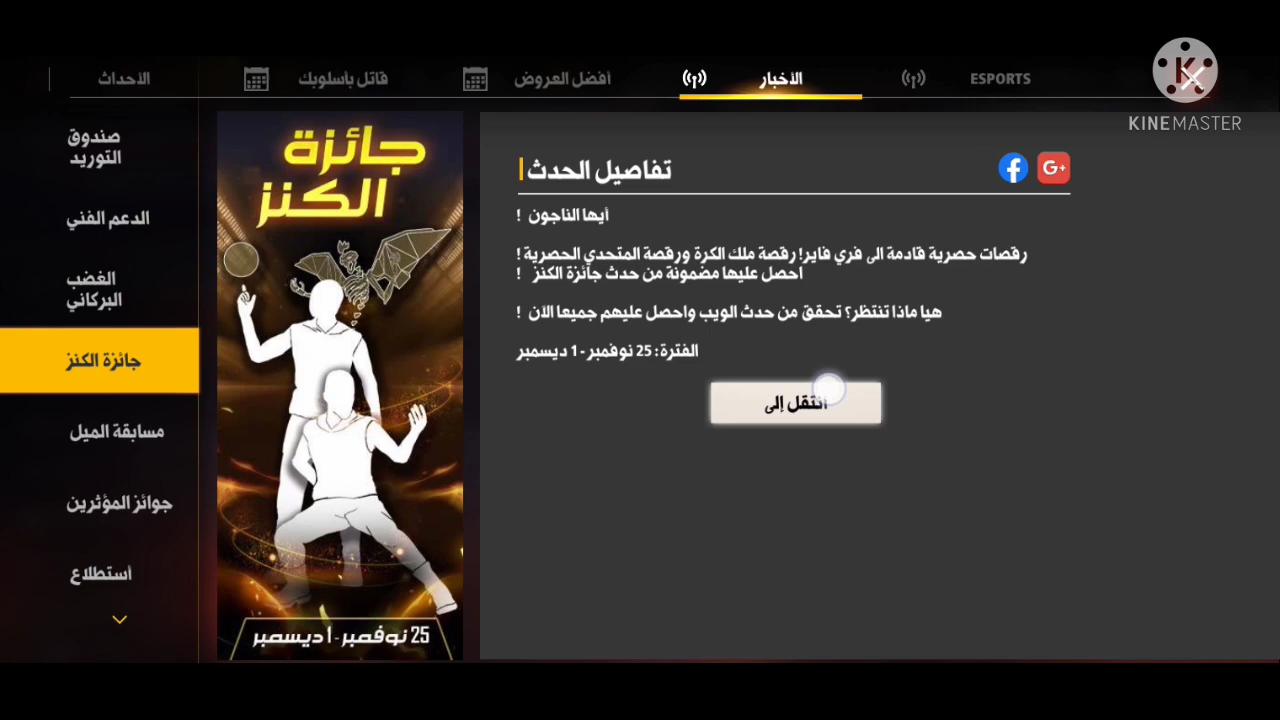 الأحداث
قاتل بأسلوبك
أفضل العروض
الأخبار
ESPORTS
KINEMASTER
صندوق
التوريد
الدعم الفني
الغضب
البركاني
جائزة الكنز
مسابقة الميل
جوائز المؤثرين
أستطلاع
جائزة
الكنز
25 نوفمبر - 1 ديسمبر
تفاصيل الحدث
G+
أيها الناجون !
رقصات حصرية قادمة الى فري فاير! رقصة ملك الكرة ورقصة المتحدي الحصرية !
احصل عليها مضمونة من حدث جائزة الكنز !
هيا ماذا تنتظر؟ تحقق من حدث الويب واحصل عليهم جميعا الآن !
الفترة: 25 نوفمبر - 1 ديسمبر
انتقل إلى